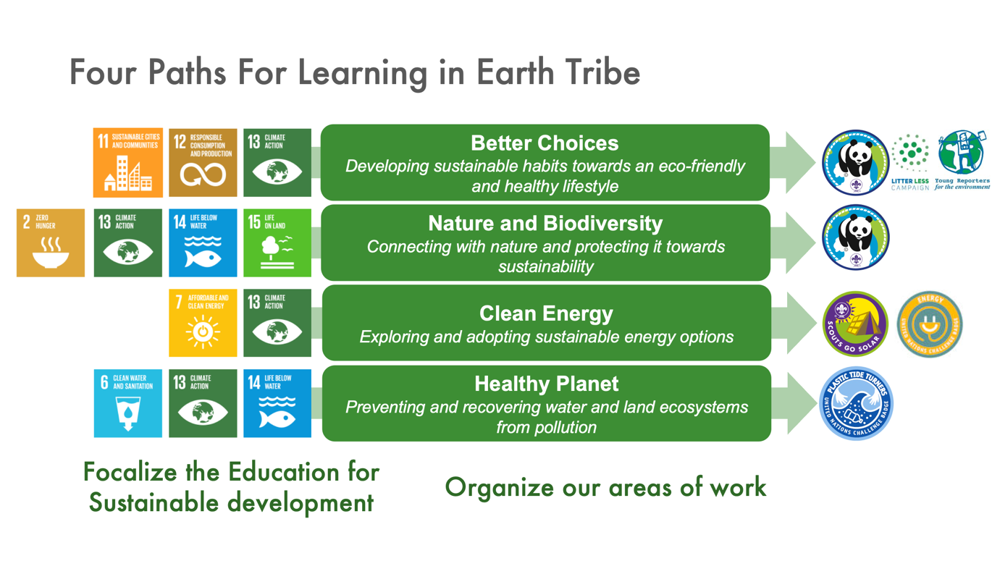 Four Paths For Learning in Earth Tribe
11 SUSTAINABLE CITIES
AND COMMUNITIES
12 RESPONSIBLE
CONSUMPTION
AND PRODUCTION
13 CLIMATE
ACTION
Better Choices
Developing sustainable habits towards an eco-friendly
and healthy lifestyle
LITTER LESS
CAMPAIGN
Young Reporters
for the environment
2 ZERO
HUNGER
13 CLIMATE
ACTION
14 LIFE BELOW
WATER
15 LIFE
ON LAND
Nature and Biodiversity
Connecting with nature and protecting it towards
sustainability
7 AFFORDABLE AND
CLEAN ENERGY
13 CLIMATE
ACTION
Clean Energy
Exploring and adopting sustainable energy options
SCOUTS GO SOLAR
ENERGY
UNITED NATIONS CHALLENGE BADGE
6 CLEAN WATER
AND SANITATION
13 CLIMATE
ACTION
14 LIFE BELOW
WATER
Healthy Planet
Preventing and recovering water and land ecosystems
from pollution
PLASTIC TIDE TURNERS
UNITED NATIONS CHALLENGE BADGE
Focalize the Education for
Sustainable development
Organize our areas of work